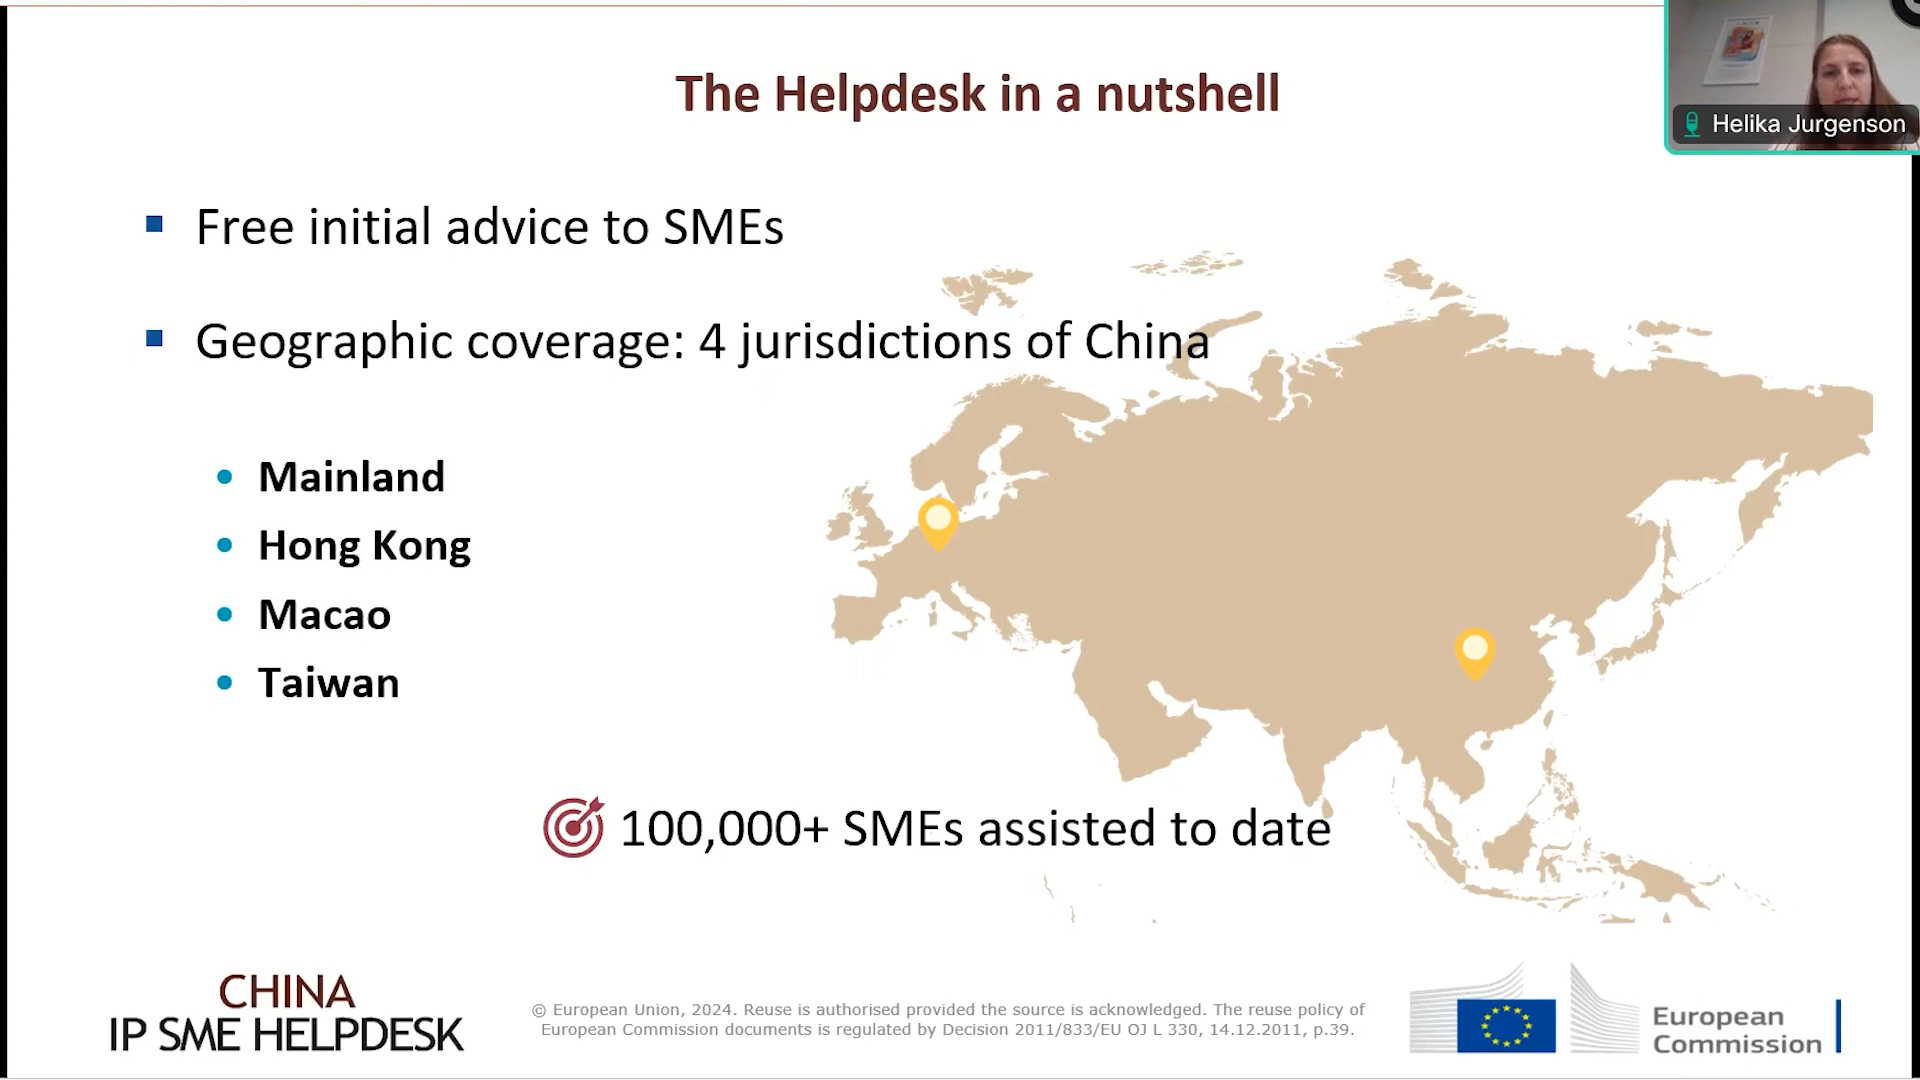 The Helpdesk in a nutshell
Helika Jurgenson
Free initial advice to SMEs
Geographic coverage: 4 jurisdictions of China
Mainland
Hong Kong
Macao
Taiwan
100,000+ SMEs assisted to date
CHINA
IP SME HELPDESK
© European Union, 2024. Reuse is authorised provided the source is acknowledged. The reuse policy of
European Commission documents is regulated by Decision 2011/833/EU OJ L 330, 14.12.2011, p.39.
European
Commission